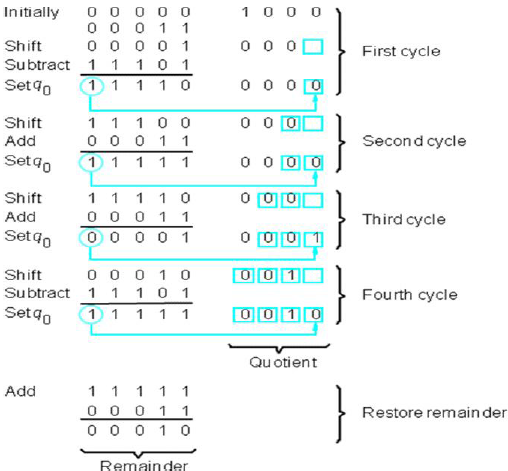 Initially 0 0 0 0 0 1 0 0 0
0 0 0 1 1
Shift 0 0 0 0 1 0 0 0
Subtract 1 1 1 0 1
Set q0 1 1 1 1 0 0 0 0 0
First cycle
Shift 1 1 1 0 0 0 0 0
Add 0 0 0 1 1
Set q0 1 1 1 1 1 0 0 0 0
Second cycle
Shift 1 1 1 1 0 0 0 0
Add 0 0 0 1 1
Set q0 0 0 0 0 1 0 0 0 1
Third cycle
Shift 0 0 0 1 0 0 0 1
Subtract 1 1 1 0 1
Set q0 1 1 1 1 1 0 0 1 0
Fourth cycle
Quotient
Add 1 1 1 1 1
0 0 0 1 1
0 0 0 1 0
Restore remainder
Remainder